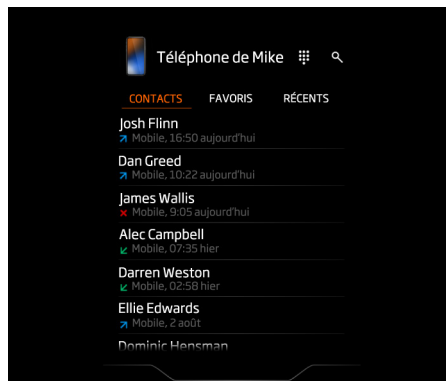 Téléphone de Mike
CONTACTS FAVORIS RÉCENTS
Josh Flinn
Mobile, 16:50 aujourd'hui
Dan Greed
Mobile, 10:22 aujourd'hui
James Wallis
Mobile, 9:05 aujourd'hui
Alec Campbell
Mobile, 07:35 hier
Darren Weston
Mobile, 02:58 hier
Ellie Edwards
Mobile, 2 août
Dominic Hensman